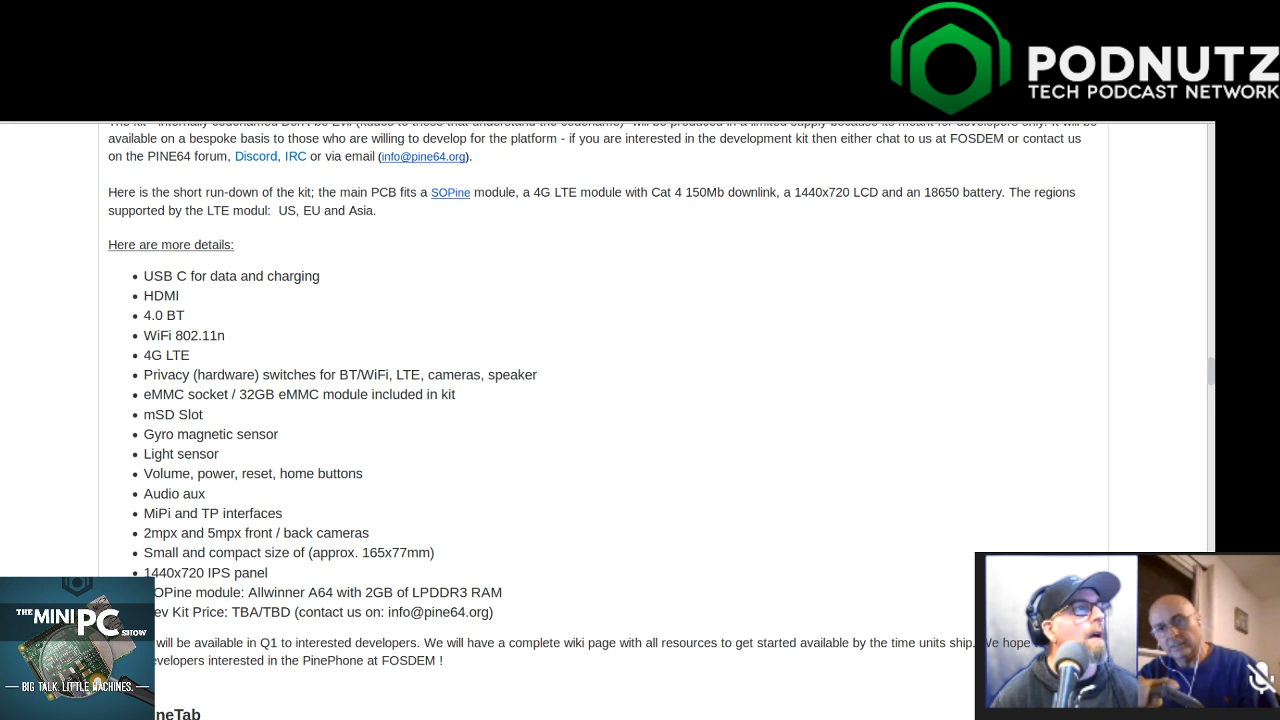 PODNUTZ
TECH PODCAST NETWORK
available on a bespoke basis to those who are willing to develop for the platform - if you are interested in the development kit then either chat to us at FOSDEM or contact us
on the PINE64 forum, Discord, IRC or via email (info@pine64.org).
Here is the short run-down of the kit; the main PCB fits a SOPine module, a 4G LTE module with Cat 4 150Mb downlink, a 1440x720 LCD and an 18650 battery. The regions
supported by the LTE modul:  US, EU and Asia.
Here are more details:
• USB C for data and charging
• HDMI
• 4.0 BT
• WiFi 802.11n
• 4G LTE
• Privacy (hardware) switches for BT/WiFi, LTE, cameras, speaker
• eMMC socket / 32GB eMMC module included in kit
• mSD Slot
• Gyro magnetic sensor
• Light sensor
• Volume, power, reset, home buttons
• Audio aux
• MiPi and TP interfaces
• 2mpx and 5mpx front / back cameras
• Small and compact size of (approx. 165x77mm)
• 1440x720 IPS panel
OPine module: Allwinner A64 with 2GB of LPDDR3 RAM
ev Kit Price: TBA/TBD (contact us on: info@pine64.org)
will be available in Q1 to interested developers. We will have a complete wiki page with all resources to get started available by the time units ship. We hope
evelopers interested in the PinePhone at FOSDEM !
neTab
THE MINI PC SHOW
BIG TALK. LITTLE MACHINES.